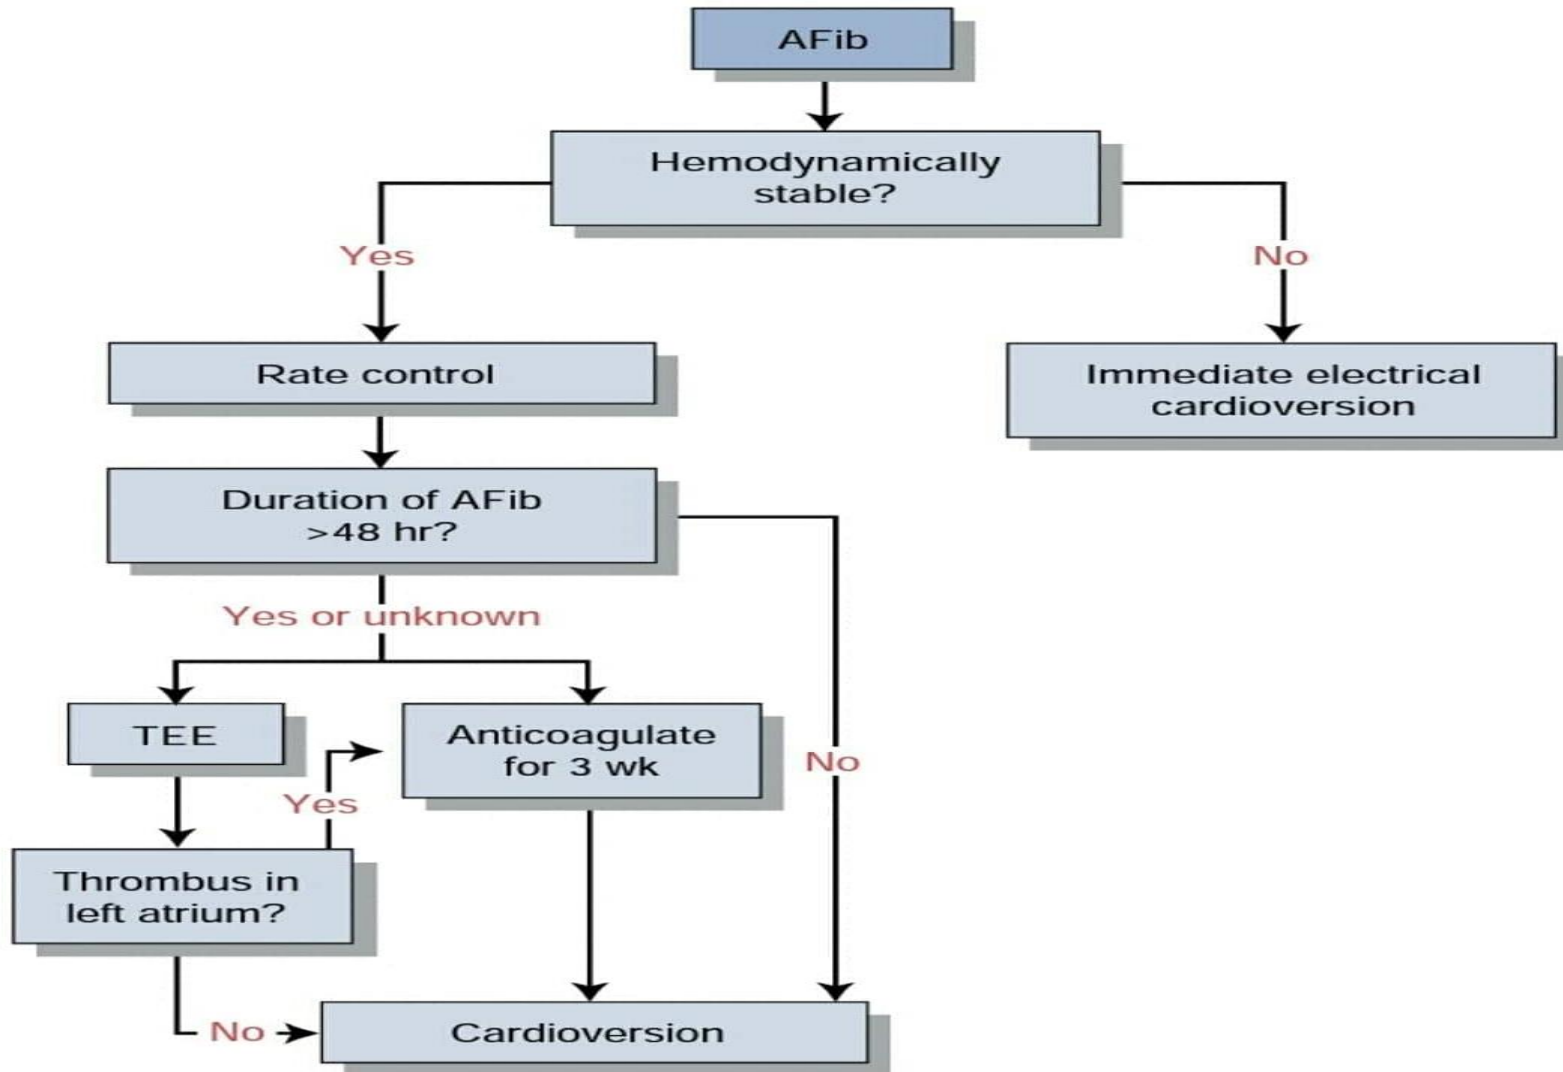 AFib
Hemodynamically
stable?
Yes
No
Rate control
Immediate electrical
cardioversion
Duration of AFib
>48 hr?
Yes or unknown
TEE
Anticoagulate
for 3 wk
No
Yes
Thrombus in
left atrium?
No
Cardioversion